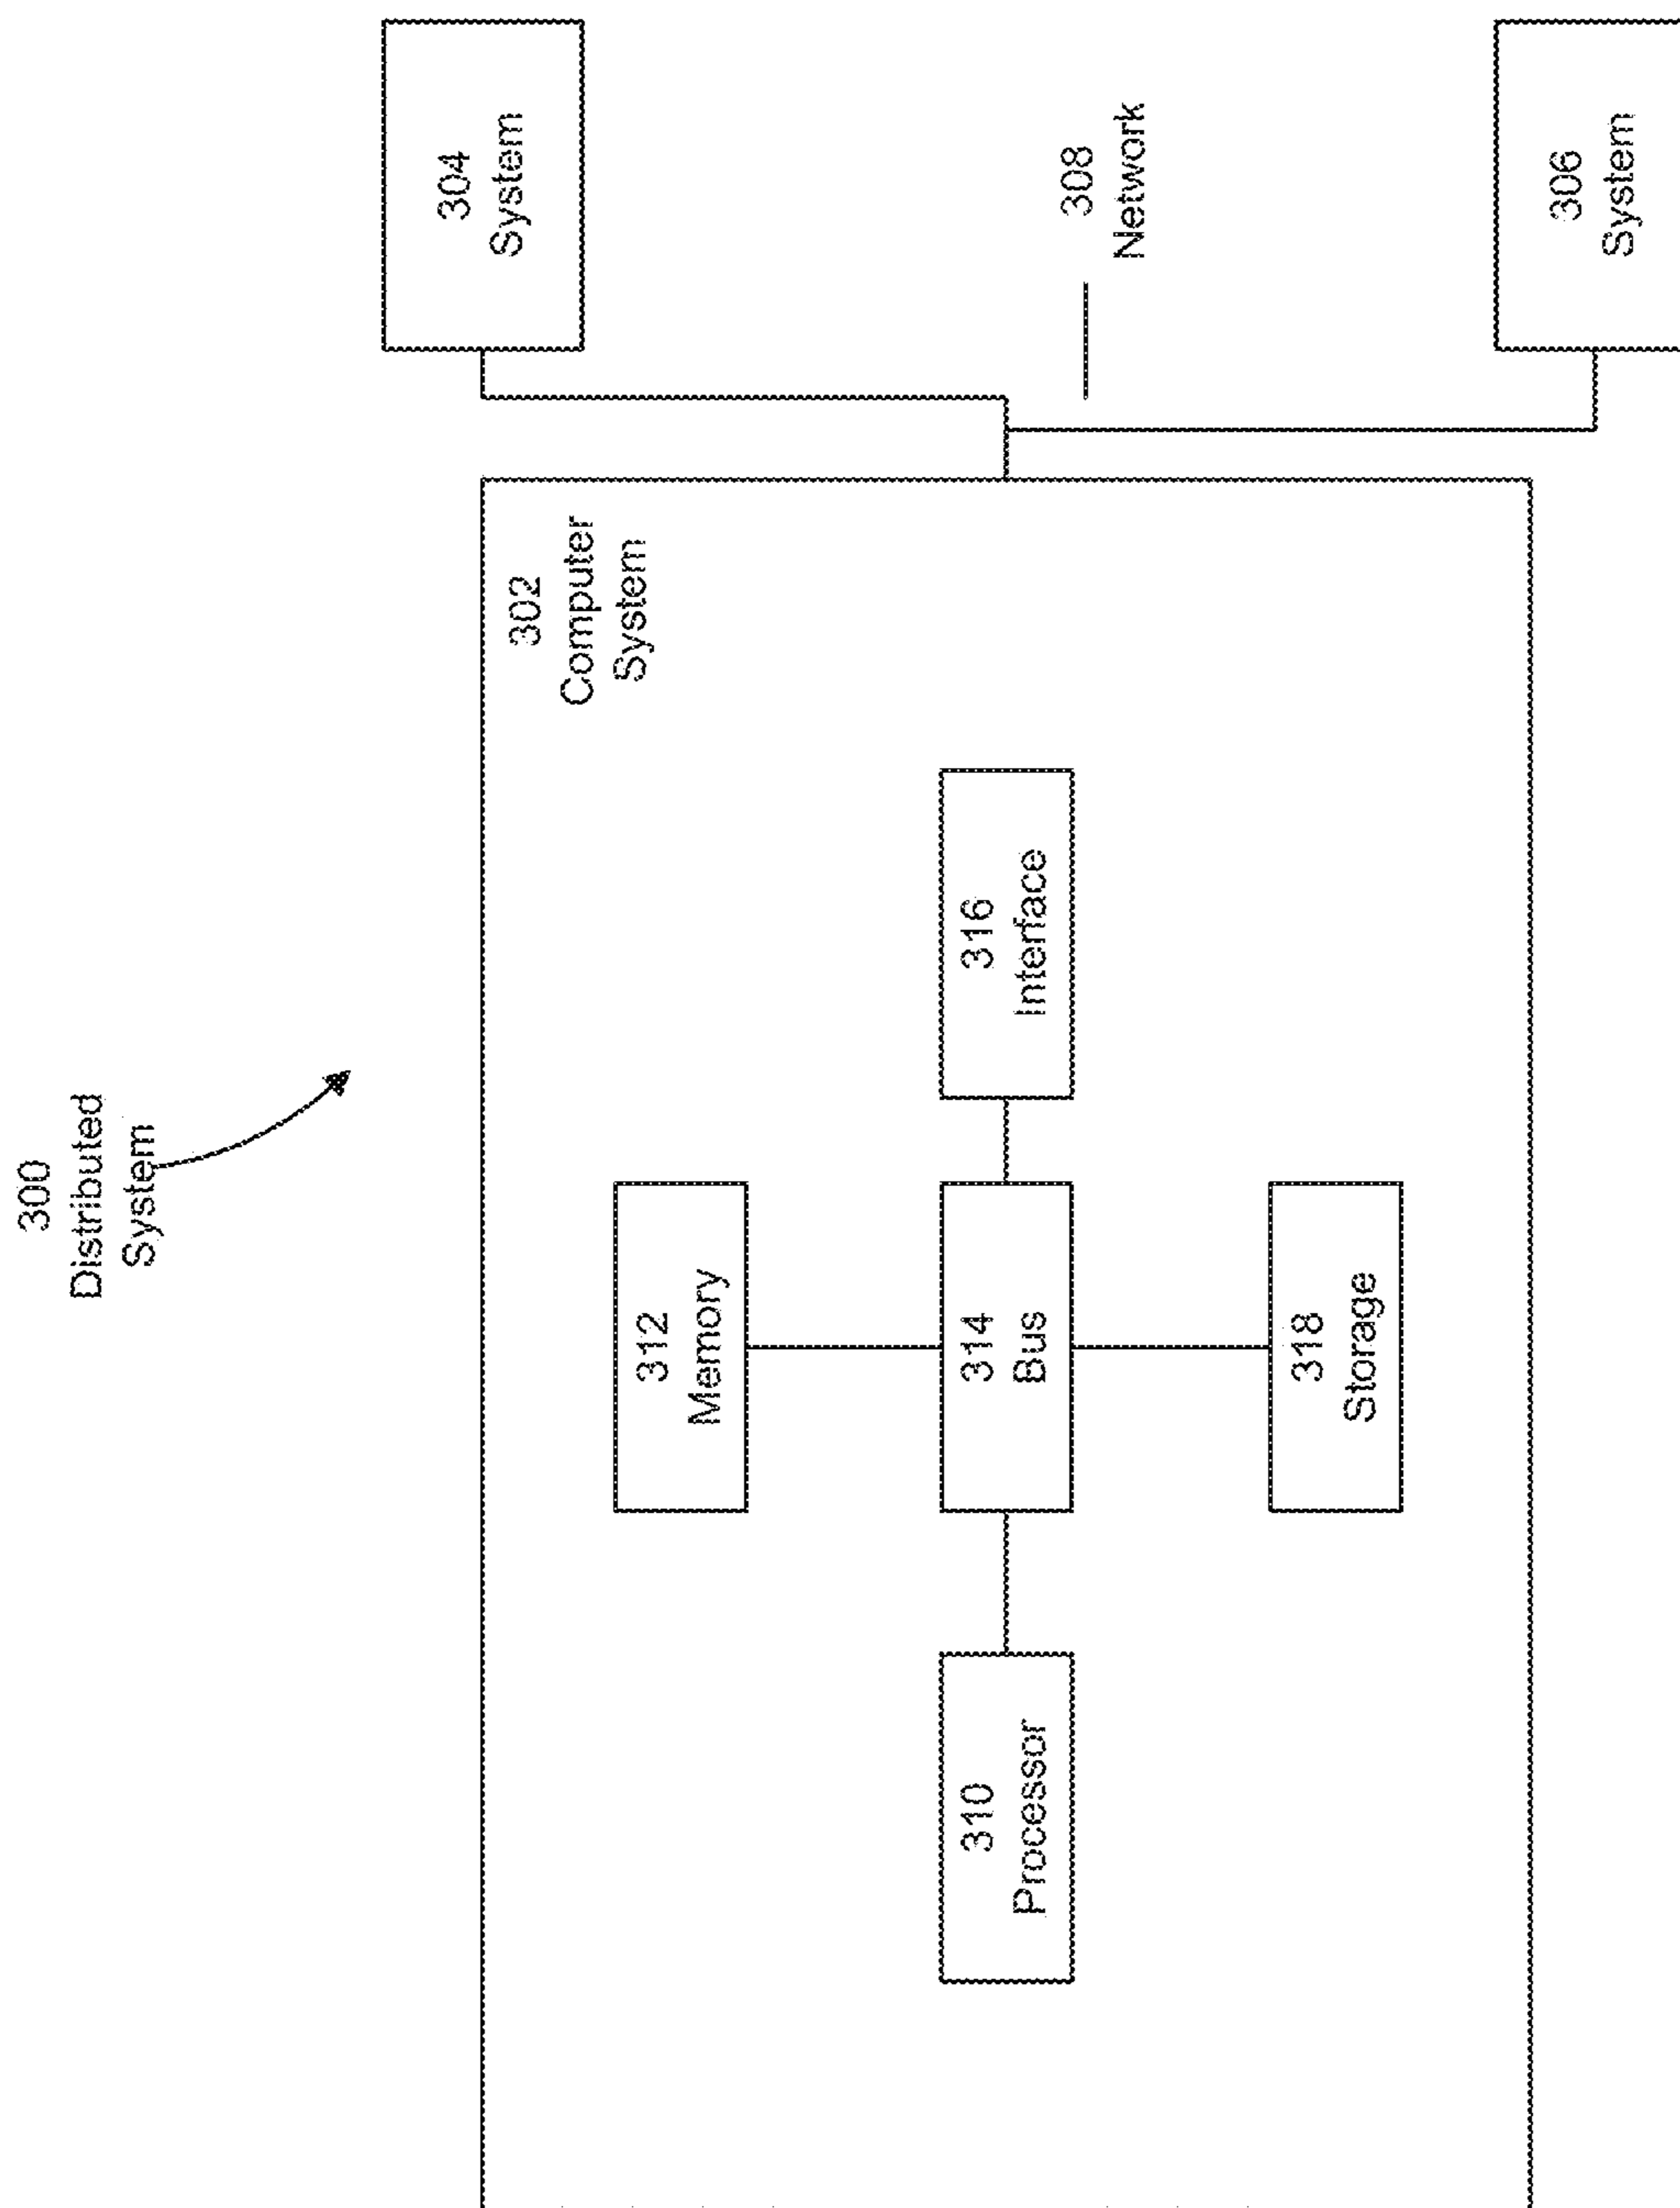 300
Distributed
System
304
System
302
Computer
System
308
Network
312
Memory
310
Processor
314
Bus
316
Interface
318
Storage
306
System